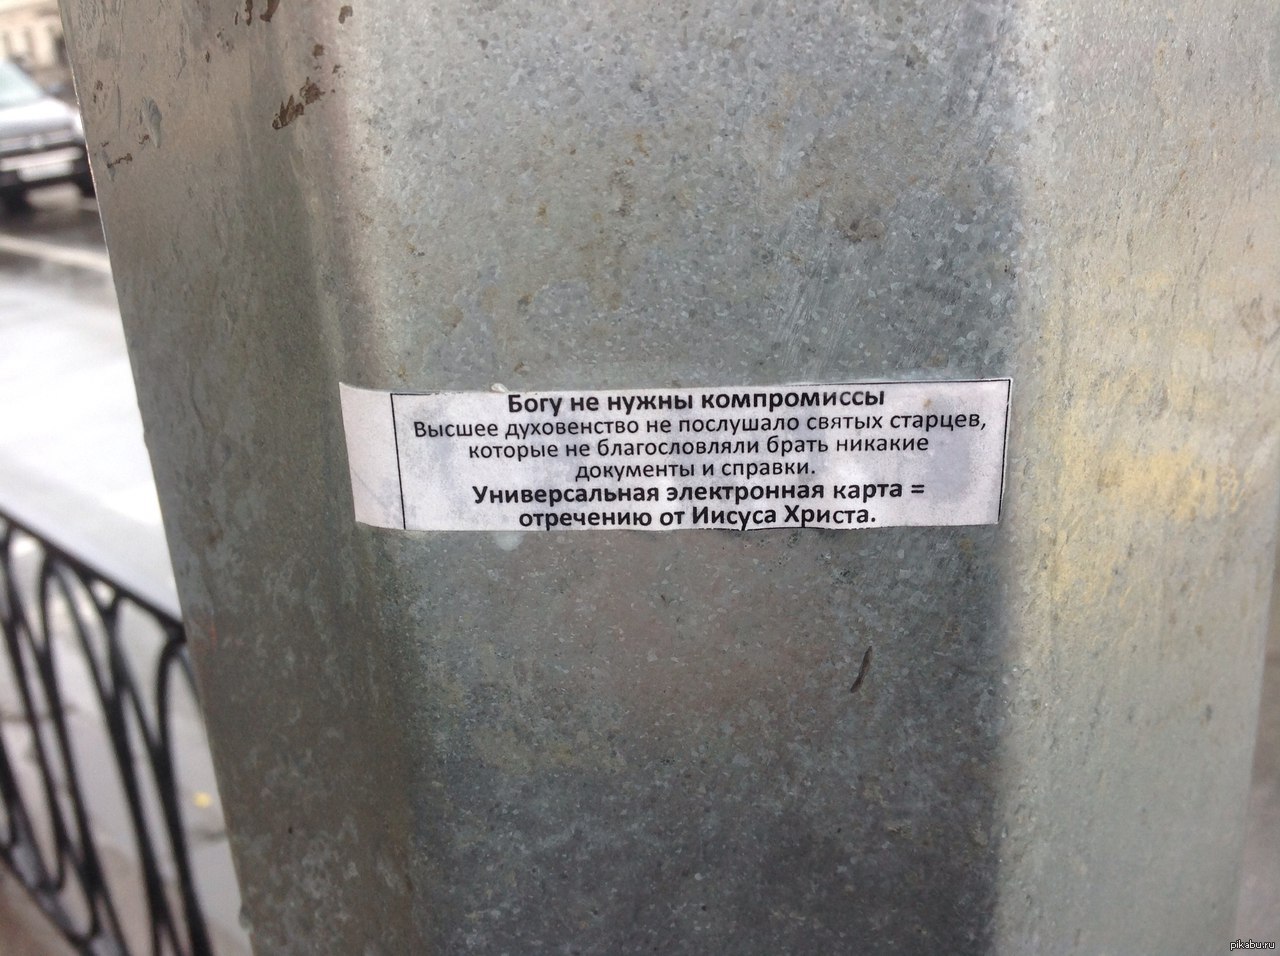 Богу не нужны компромиссы
Высшее духовенство не послушало святых старцев,
которые не благословляли брать никакие
документы и справки.
Универсальная электронная карта =
отречению от Иисуса Христа.
pikabu.ru